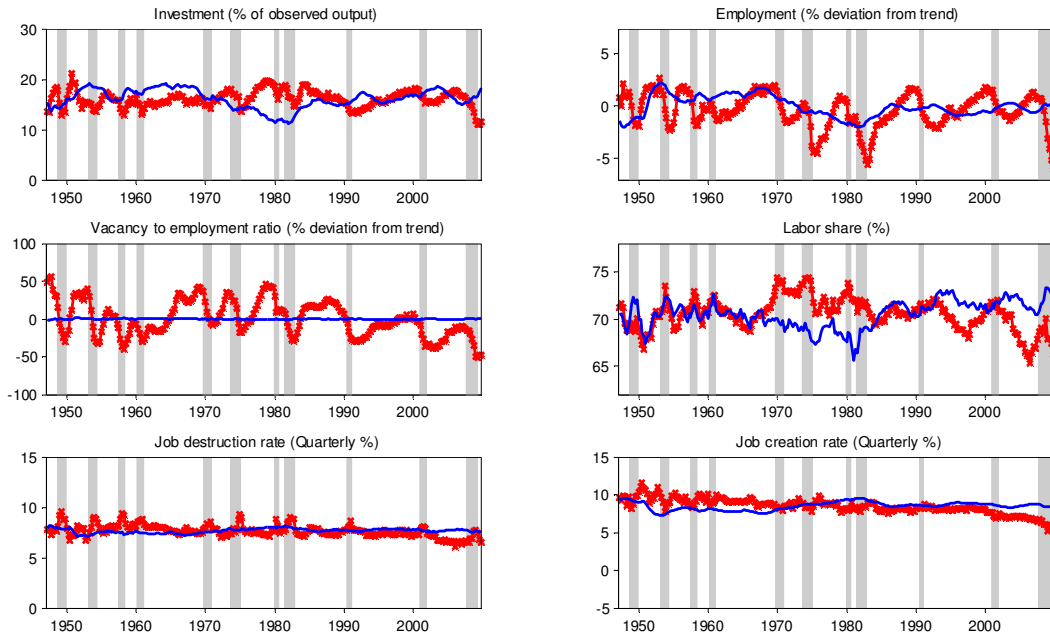 Investment (% of observed output)
30
20
10
0
1950 1960 1970 1980 1990 2000
Employment (% deviation from trend)
5
0
-5
1950 1960 1970 1980 1990 2000
Vacancy to employment ratio (% deviation from trend)
100
50
0
-50
-100
1950 1960 1970 1980 1990 2000
Labor share (%)
75
70
65
1950 1960 1970 1980 1990 2000
Job destruction rate (Quarterly %)
15
10
5
0
1950 1960 1970 1980 1990 2000
Job creation rate (Quarterly %)
15
10
5
0
-5
1950 1960 1970 1980 1990 2000